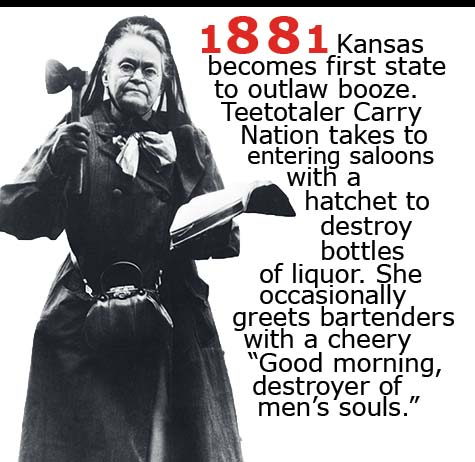 1881 Kansas
becomes first state
to outlaw booze.
Teetotaler Carry
Nation takes to
entering saloons
with a
hatchet to
destroy
bottles
of liquor. She
occasionally
greets bartenders
with a cheery
“Good morning,
destroyer of
men’s souls.”